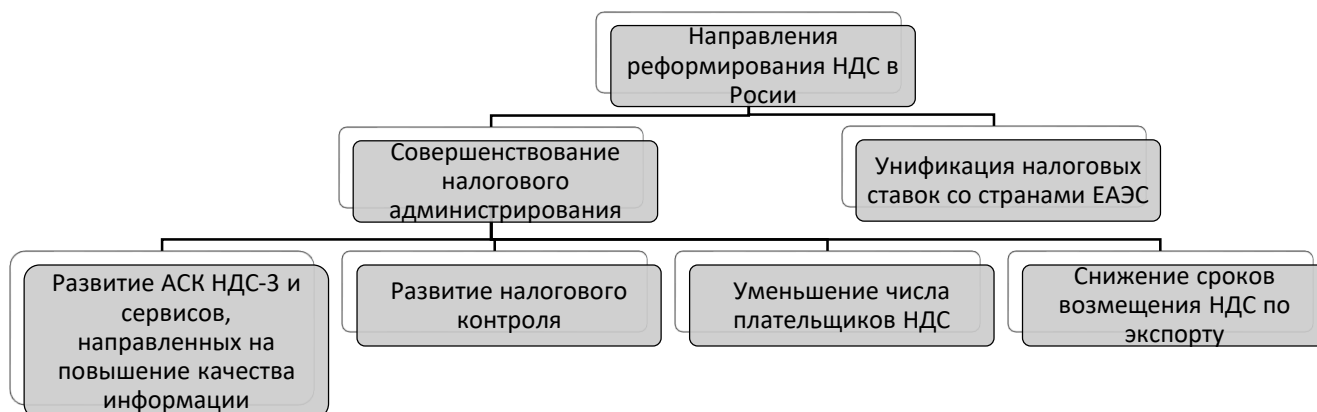 Направления
реформирования НДС в
Росии
Совершенствование
налогового
администрирования
Унификация налоговых
ставок со странами ЕАЭС
Развитие АСК НДС-3 и
сервисов,
направленных на
повышение качества
информации
Развитие налогового
контроля
Уменьшение числа
плательщиков НДС
Снижение сроков
возмещения НДС по
экспорту